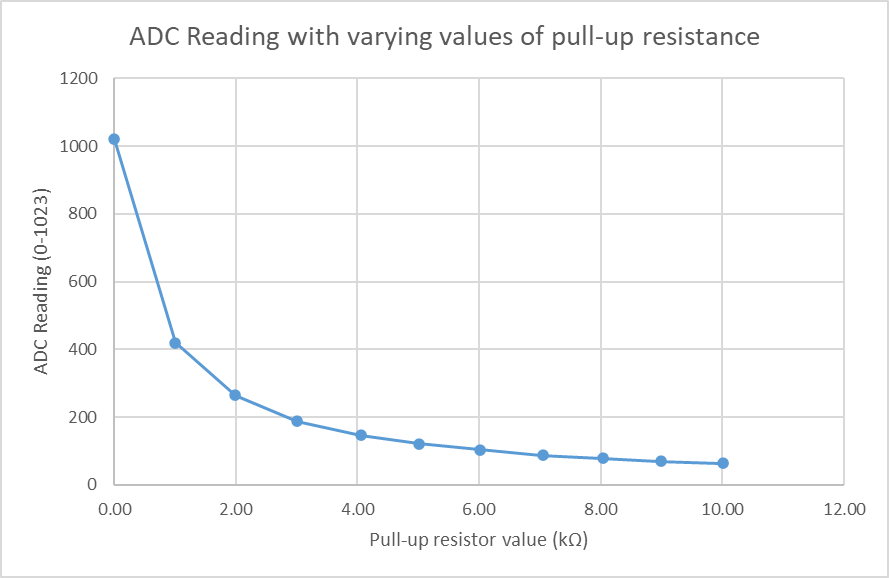 ADC Reading with varying values of pull-up resistance
1200
1000
800
600
400
200
0
ADC Reading (0-1023)
0.00 2.00 4.00 6.00 8.00 10.00 12.00
Pull-up resistor value (kΩ)